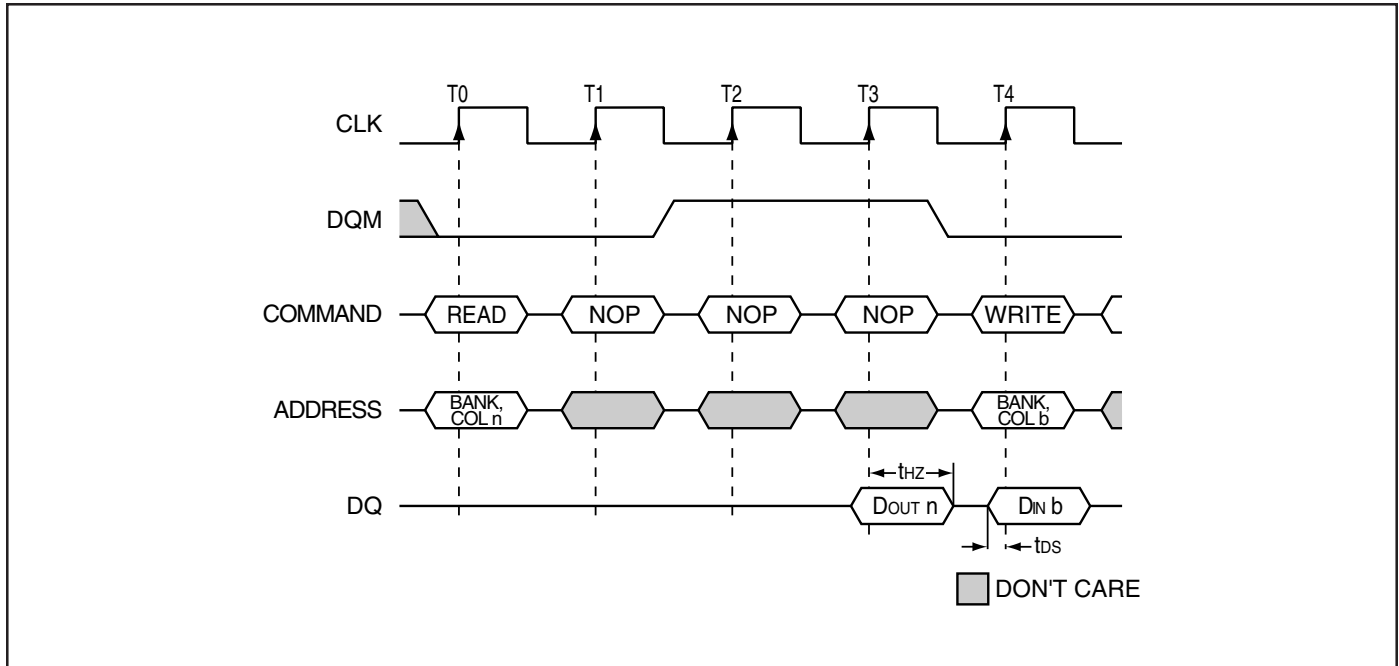 T0 T1 T2 T3 T4
CLK
DQM
COMMAND READ NOP NOP NOP WRITE
ADDRESS BANK, COL n BANK, COL b
tHZ
DQ DOUT n DIN b
tDS
DON'T CARE